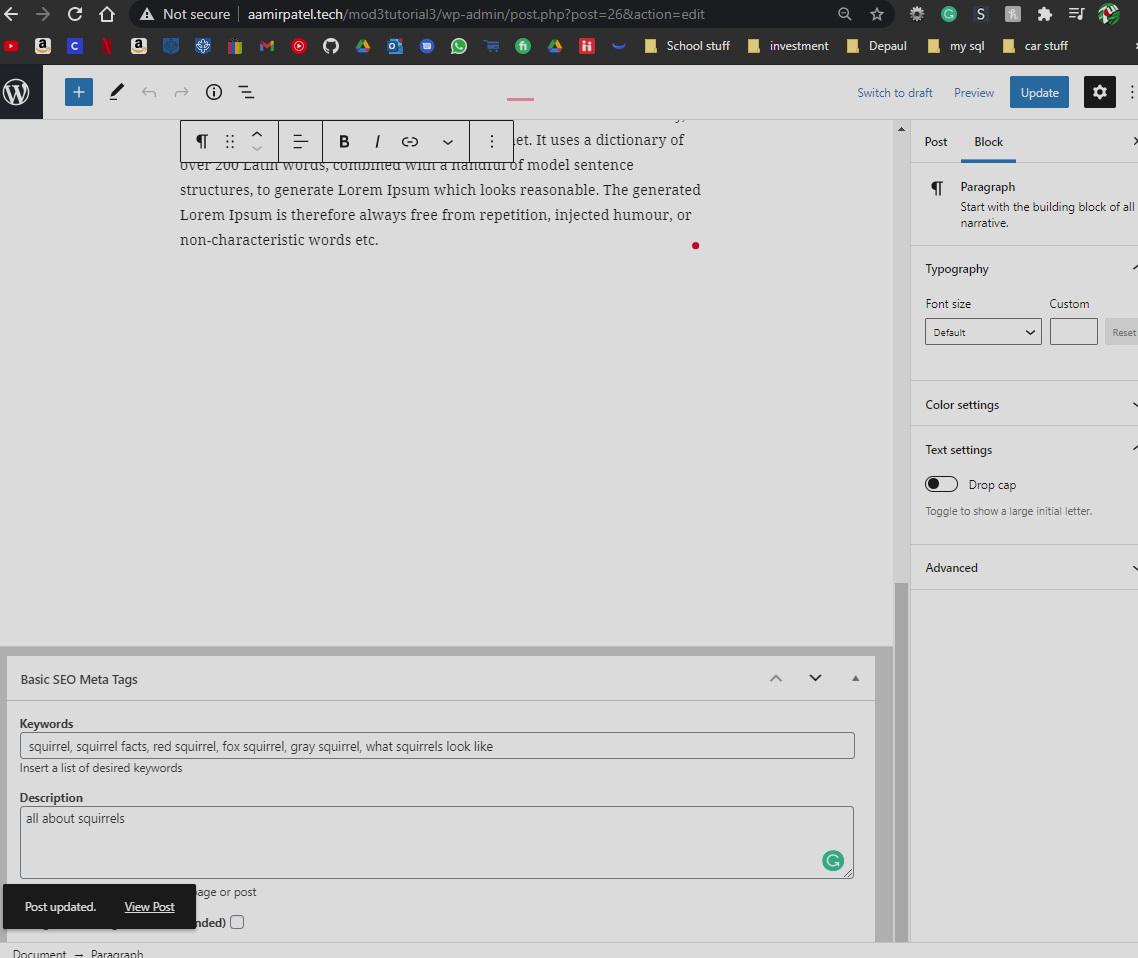 Not secure | aamirpatel.tech/mod3tutorial3/wp-admin/post.php?post=26&action=edit
School stuff investment Depaul my sql car stuff
Switch to draft Preview Update
Post Block
B I
et. It uses a dictionary of
over 200 Latin words, combined with a handful of model sentence
structures, to generate Lorem Ipsum which looks reasonable. The generated
Lorem Ipsum is therefore always free from repetition, injected humour, or
non-characteristic words etc.
Paragraph
Start with the building block of all
narrative.
Typography
Font size Custom
Default Reset
Color settings
Text settings
Drop cap
Toggle to show a large initial letter.
Advanced
Basic SEO Meta Tags
Keywords
squirrel, squirrel facts, red squirrel, fox squirrel, gray squirrel, what squirrels look like
Insert a list of desired keywords
Description
all about squirrels
page or post
Post updated. View Post
nded)
Document → Paragraph